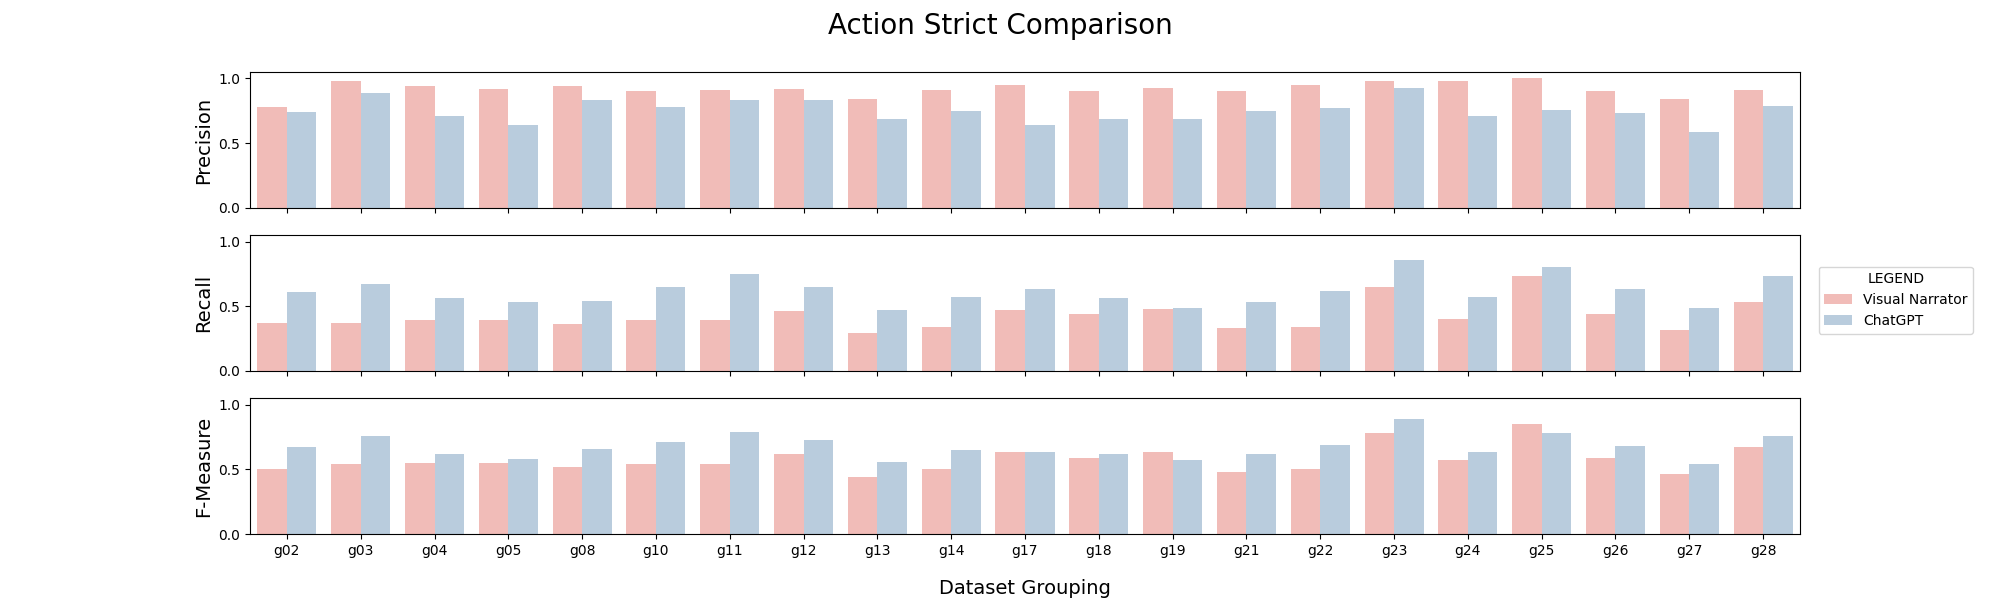 Action Strict Comparison
Precision
1.0
0.5
0.0
Recall
1.0
0.5
0.0
LEGEND
Visual Narrator
ChatGPT
F-Measure
1.0
0.5
0.0
g02 g03 g04 g05 g08 g10 g11 g12 g13 g14 g17 g18 g19 g21 g22 g23 g24 g25 g26 g27 g28
Dataset Grouping